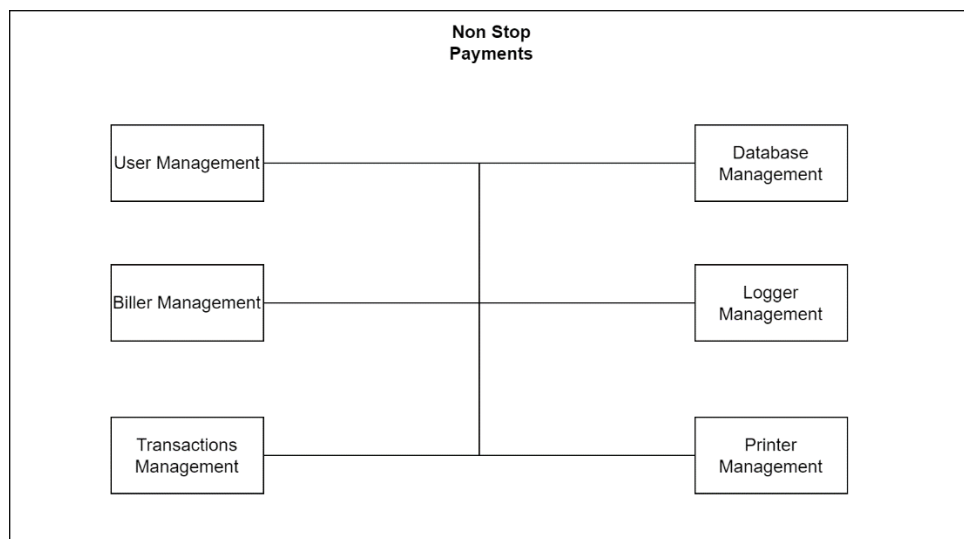 Non Stop
Payments
User Management
Database
Management
Biller Management
Logger
Management
Transactions
Management
Printer
Management